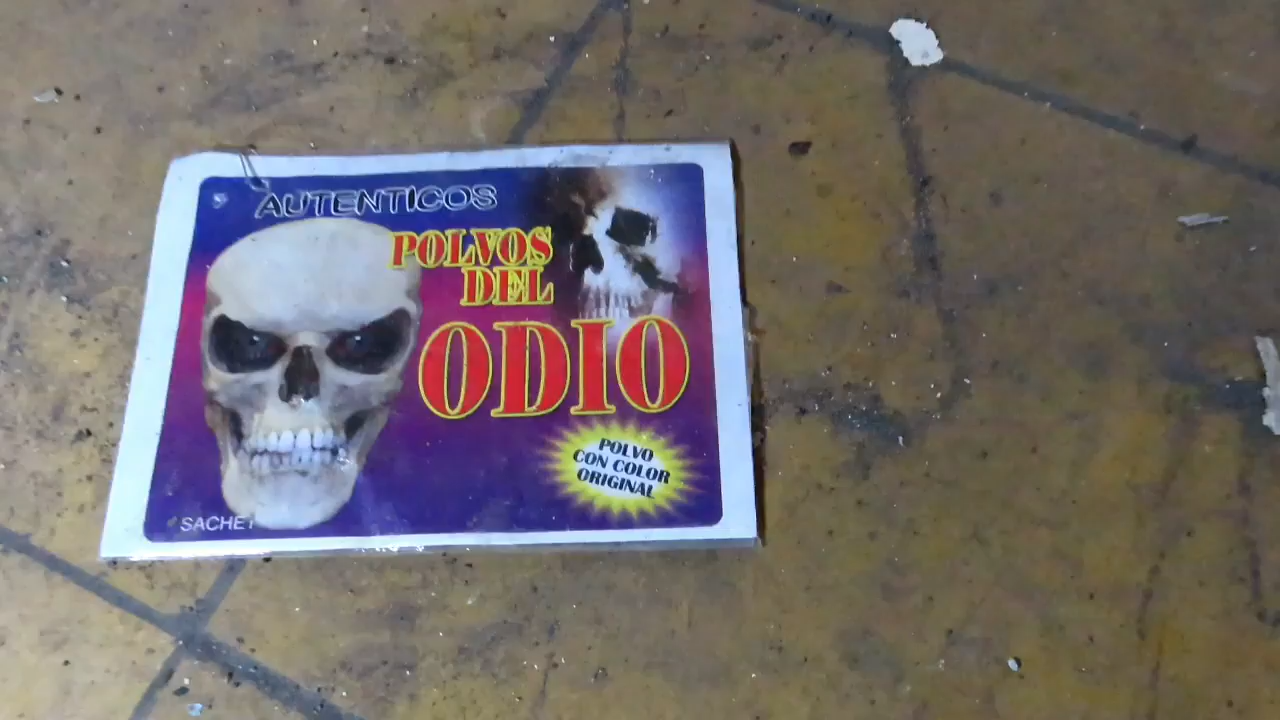 AUTENTICOS
POLVOS
DEL
ODIO
POLVO
CON COLOR
ORIGINAL
SACHET